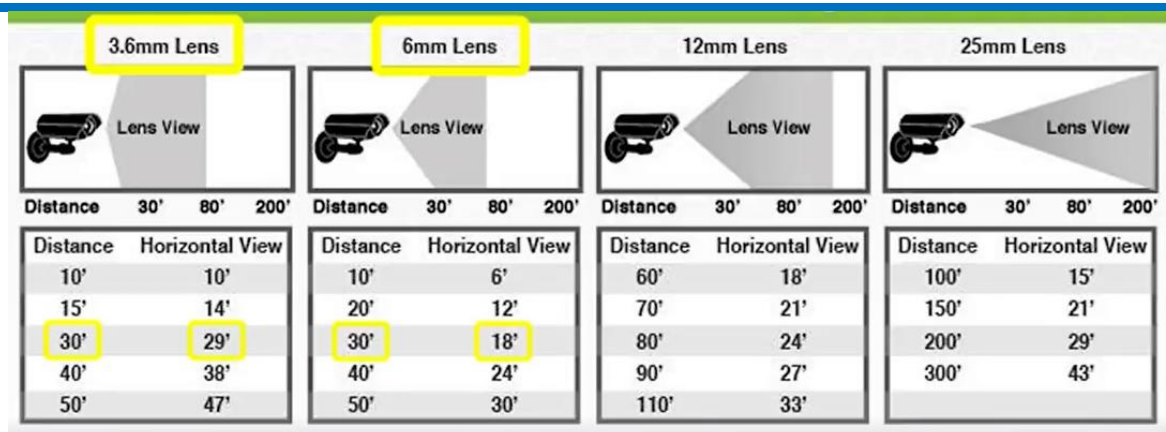 3.6mm Lens
Lens View
Distance 30' 80' 200'
Distance Horizontal View
10' 10'
15' 14'
30' 29'
40' 38'
50' 47'
6mm Lens
Lens View
Distance 30' 80' 200'
Distance Horizontal View
10' 6'
20' 12'
30' 18'
40' 24'
50' 30'
12mm Lens
Lens View
Distance 30' 80' 200'
Distance Horizontal View
60' 18'
70' 21'
80' 24'
90' 27'
110' 33'
25mm Lens
Lens View
Distance 30' 80' 200'
Distance Horizontal View
100' 15'
150' 21'
200' 29'
300' 43'